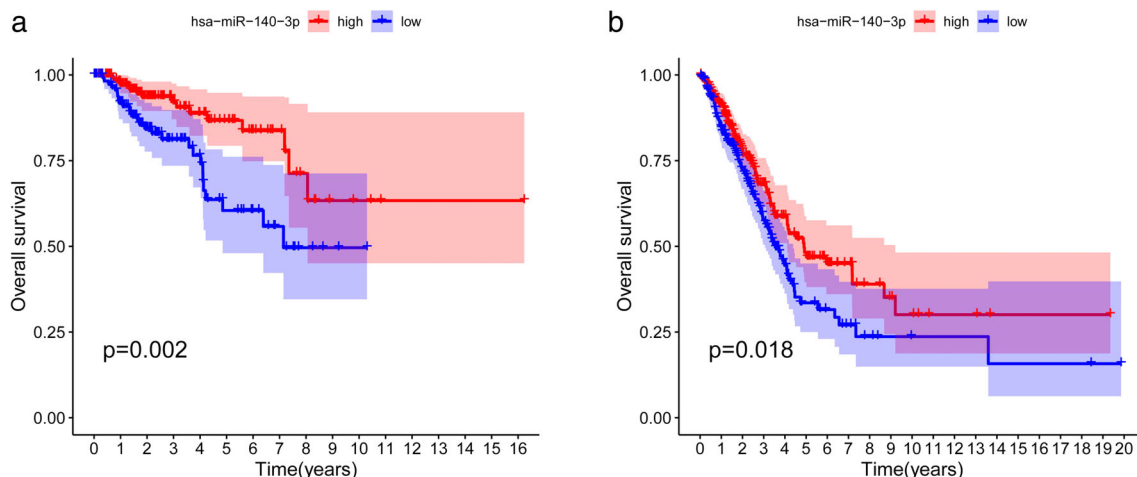 a
hsa−miR−140−3p high low
Overall survival
1.00
0.75
0.50
0.25
0.00
p=0.002
0 1 2 3 4 5 6 7 8 9 10 11 12 13 14 15 16
Time(years)
b
hsa−miR−140−3p high low
Overall survival
1.00
0.75
0.50
0.25
0.00
p=0.018
0 1 2 3 4 5 6 7 8 9 10 11 12 13 14 15 16 17 18 19 20
Time(years)